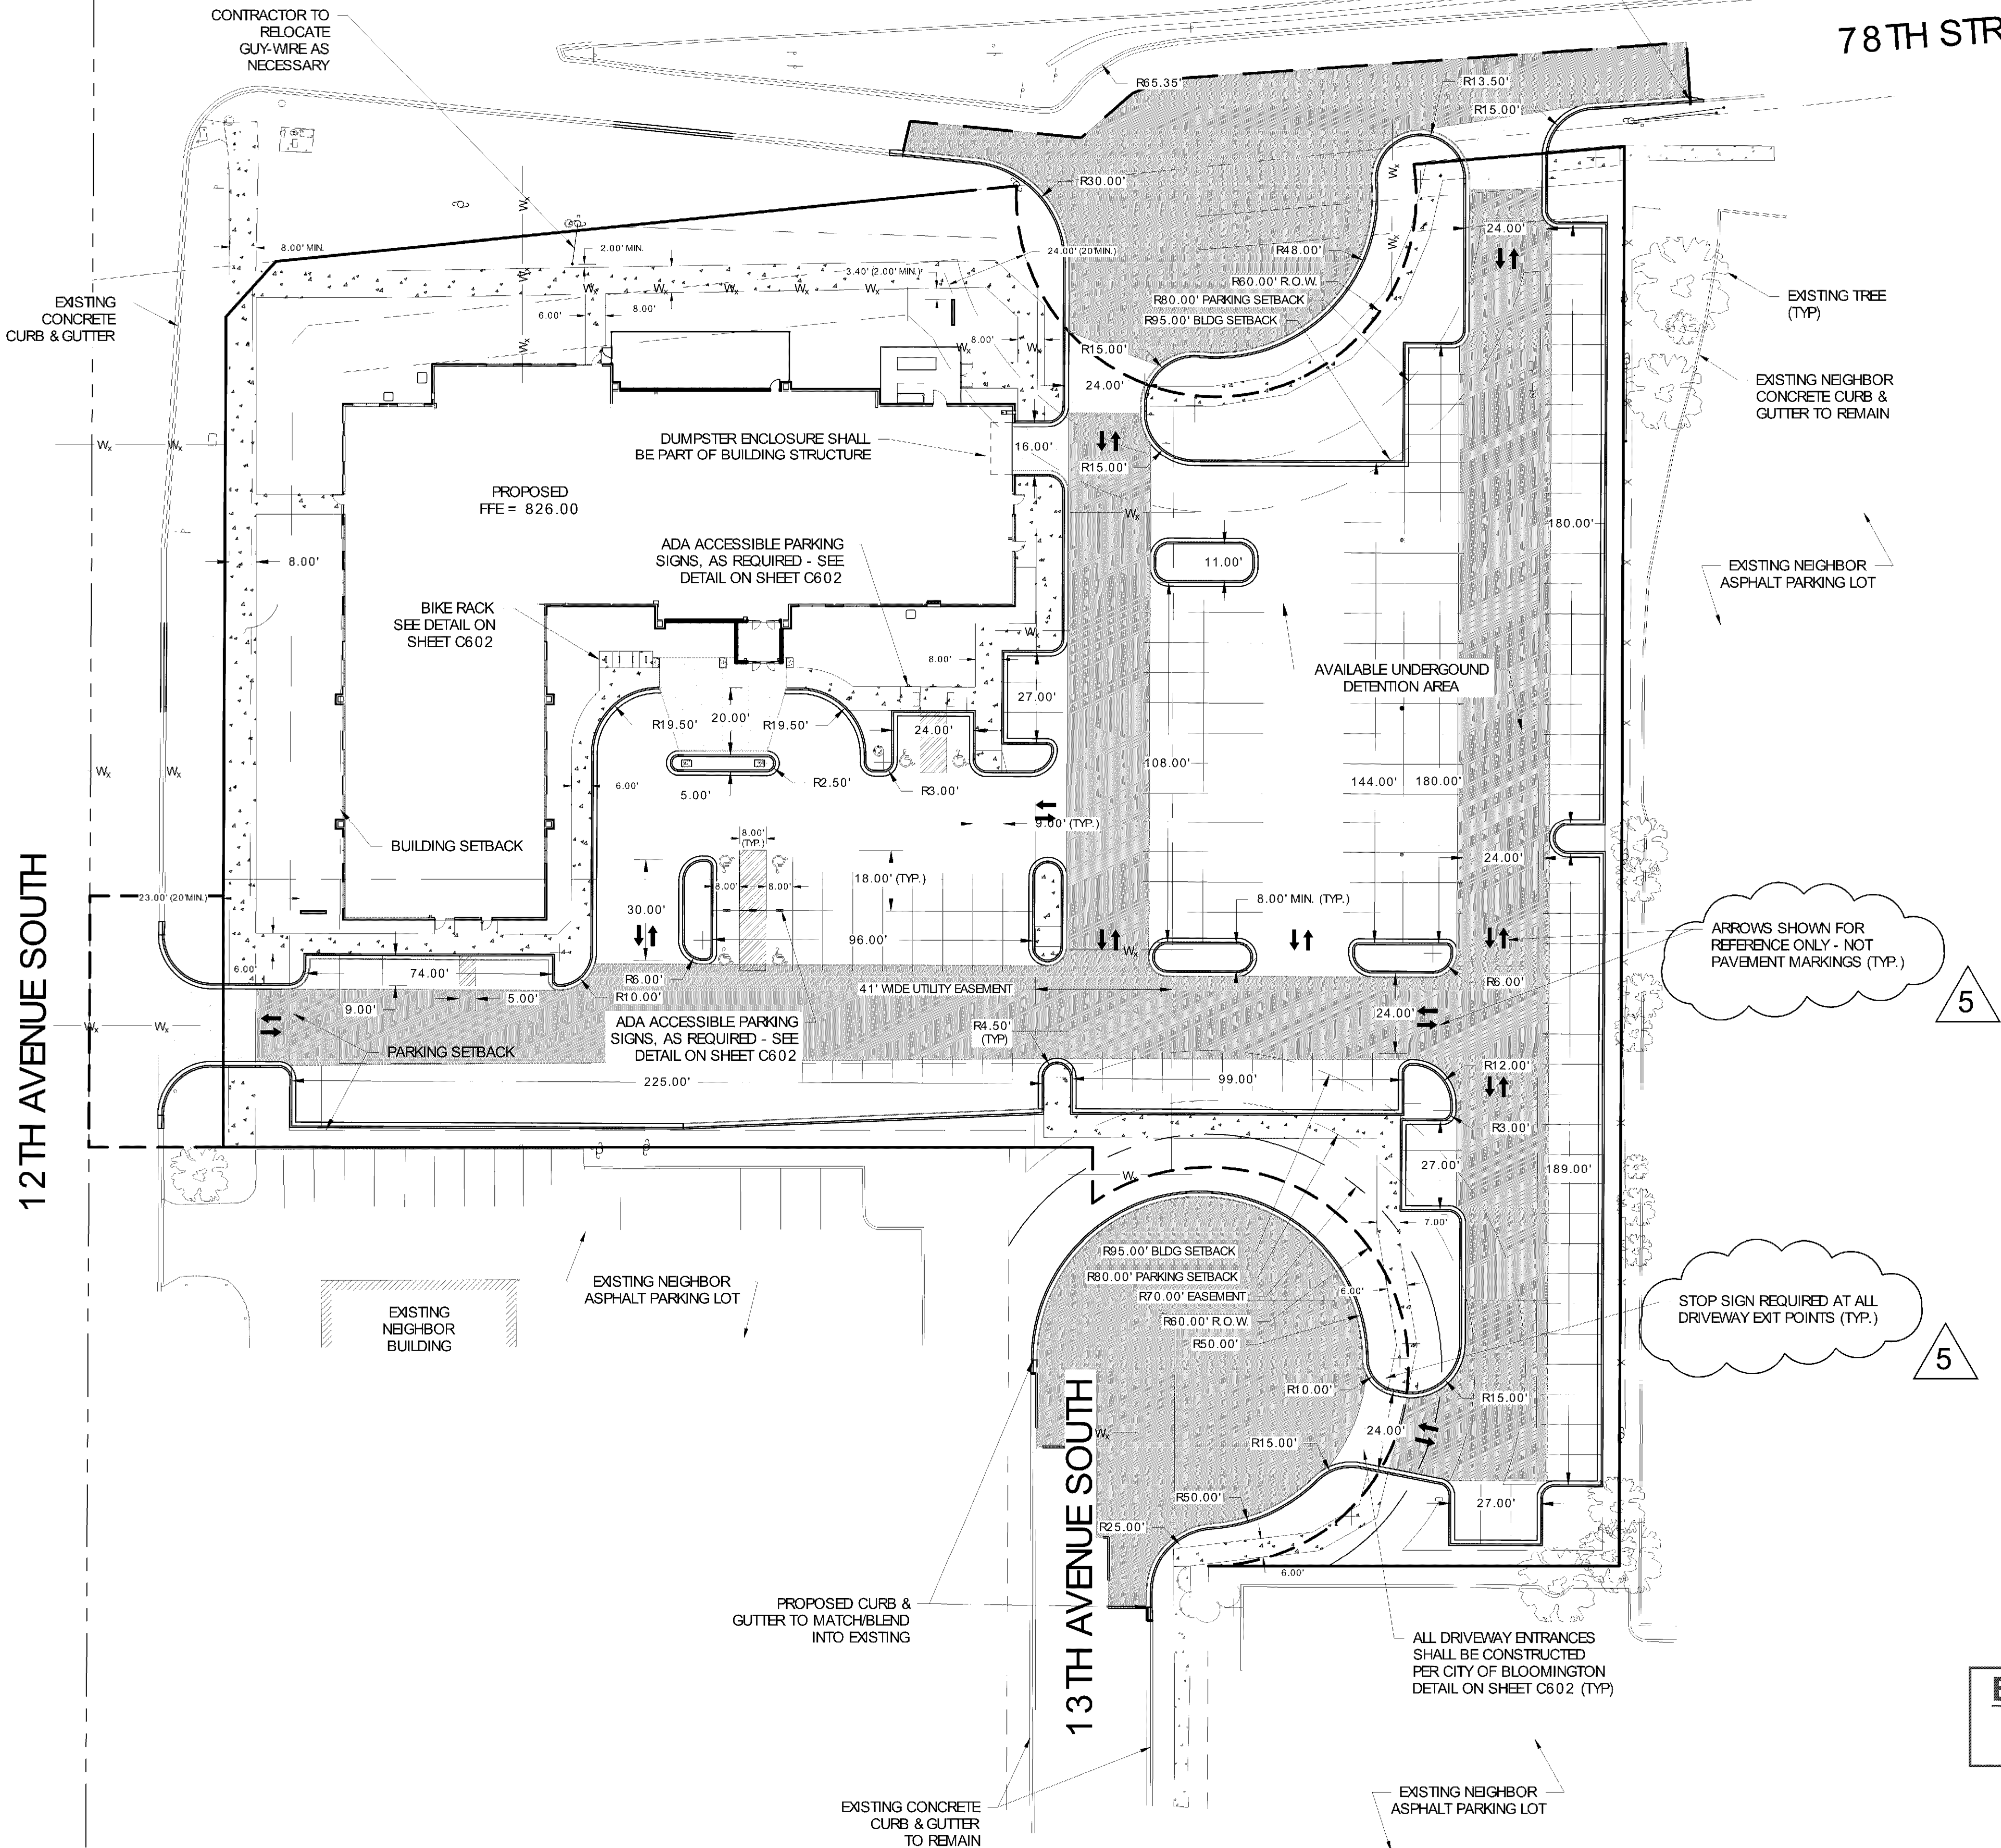 CONTRACTOR TO
RELOCATE
GUY-WIRE AS
NECESSARY
78TH STR
R65.35'
R13.50'
R15.00'
R30.00'
8.00' MIN.
2.00' MIN.
24.00' (20'MIN.)
3.40' (2.00' MIN.)
24.00'
R48.00'
R60.00' R.O.W.
R80.00' PARKING SETBACK
R95.00' BLDG SETBACK
EXISTING
CONCRETE
CURB & GUTTER
6.00'
8.00'
8.00'
R15.00'
24.00'
EXISTING TREE
(TYP)
EXISTING NEIGHBOR
CONCRETE CURB &
GUTTER TO REMAIN
DUMPSTER ENCLOSURE SHALL
BE PART OF BUILDING STRUCTURE
16.00'
R15.00'
PROPOSED
FFE = 826.00
180.00'
ADA ACCESSIBLE PARKING
SIGNS, AS REQUIRED - SEE
DETAIL ON SHEET C602
8.00'
11.00'
EXISTING NEIGHBOR
ASPHALT PARKING LOT
BIKE RACK
SEE DETAIL ON
SHEET C602
8.00'
27.00'
AVAILABLE UNDERGOUND
DETENTION AREA
R19.50'
20.00'
R19.50'
24.00'
108.00'
144.00'
180.00'
6.00'
5.00'
R2.50'
R3.00'
9.00' (TYP.)
8.00'
(TYP.)
BUILDING SETBACK
24.00'
18.00' (TYP.)
8.00'
8.00'
23.00' (20'MIN.)
30.00'
96.00'
8.00' MIN. (TYP.)
ARROWS SHOWN FOR
REFERENCE ONLY - NOT
PAVEMENT MARKINGS (TYP.)
5
12TH AVENUE SOUTH
6.00'
74.00'
R6.00'
R10.00'
9.00'
5.00'
41' WIDE UTILITY EASEMENT
R6.00'
24.00'
ADA ACCESSIBLE PARKING
SIGNS, AS REQUIRED - SEE
DETAIL ON SHEET C602
R4.50'
(TYP)
PARKING SETBACK
225.00'
99.00'
R12.00'
R3.00'
27.00'
189.00'
7.00'
R95.00' BLDG SETBACK
R80.00' PARKING SETBACK
R70.00' EASEMENT
R60.00' R.O.W.
R50.00'
6.00'
EXISTING NEIGHBOR
ASPHALT PARKING LOT
EXISTING
NEIGHBOR
BUILDING
STOP SIGN REQUIRED AT ALL
DRIVEWAY EXIT POINTS (TYP.)
5
R10.00'
R15.00'
24.00'
R15.00'
R50.00'
27.00'
R25.00'
6.00'
13TH AVENUE SOUTH
PROPOSED CURB &
GUTTER TO MATCH/BLEND
INTO EXISTING
ALL DRIVEWAY ENTRANCES
SHALL BE CONSTRUCTED
PER CITY OF BLOOMINGTON
DETAIL ON SHEET C602 (TYP)
EXISTING CONCRETE
CURB & GUTTER
TO REMAIN
EXISTING NEIGHBOR
ASPHALT PARKING LOT